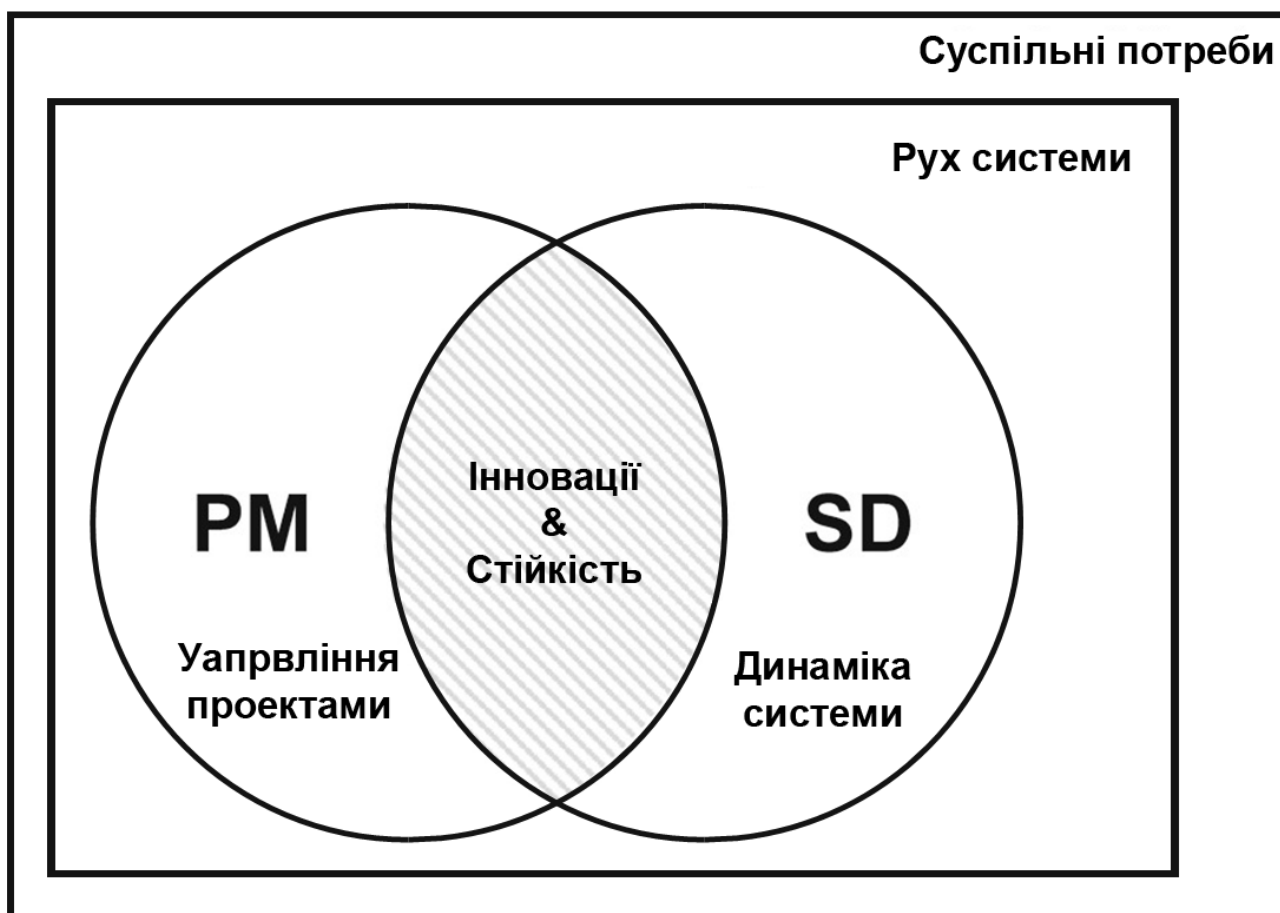 Суспільні потреби
Рух системи
PM
Уапрвління
проектами
Інновації
&
Стійкість
SD
Динаміка
системи